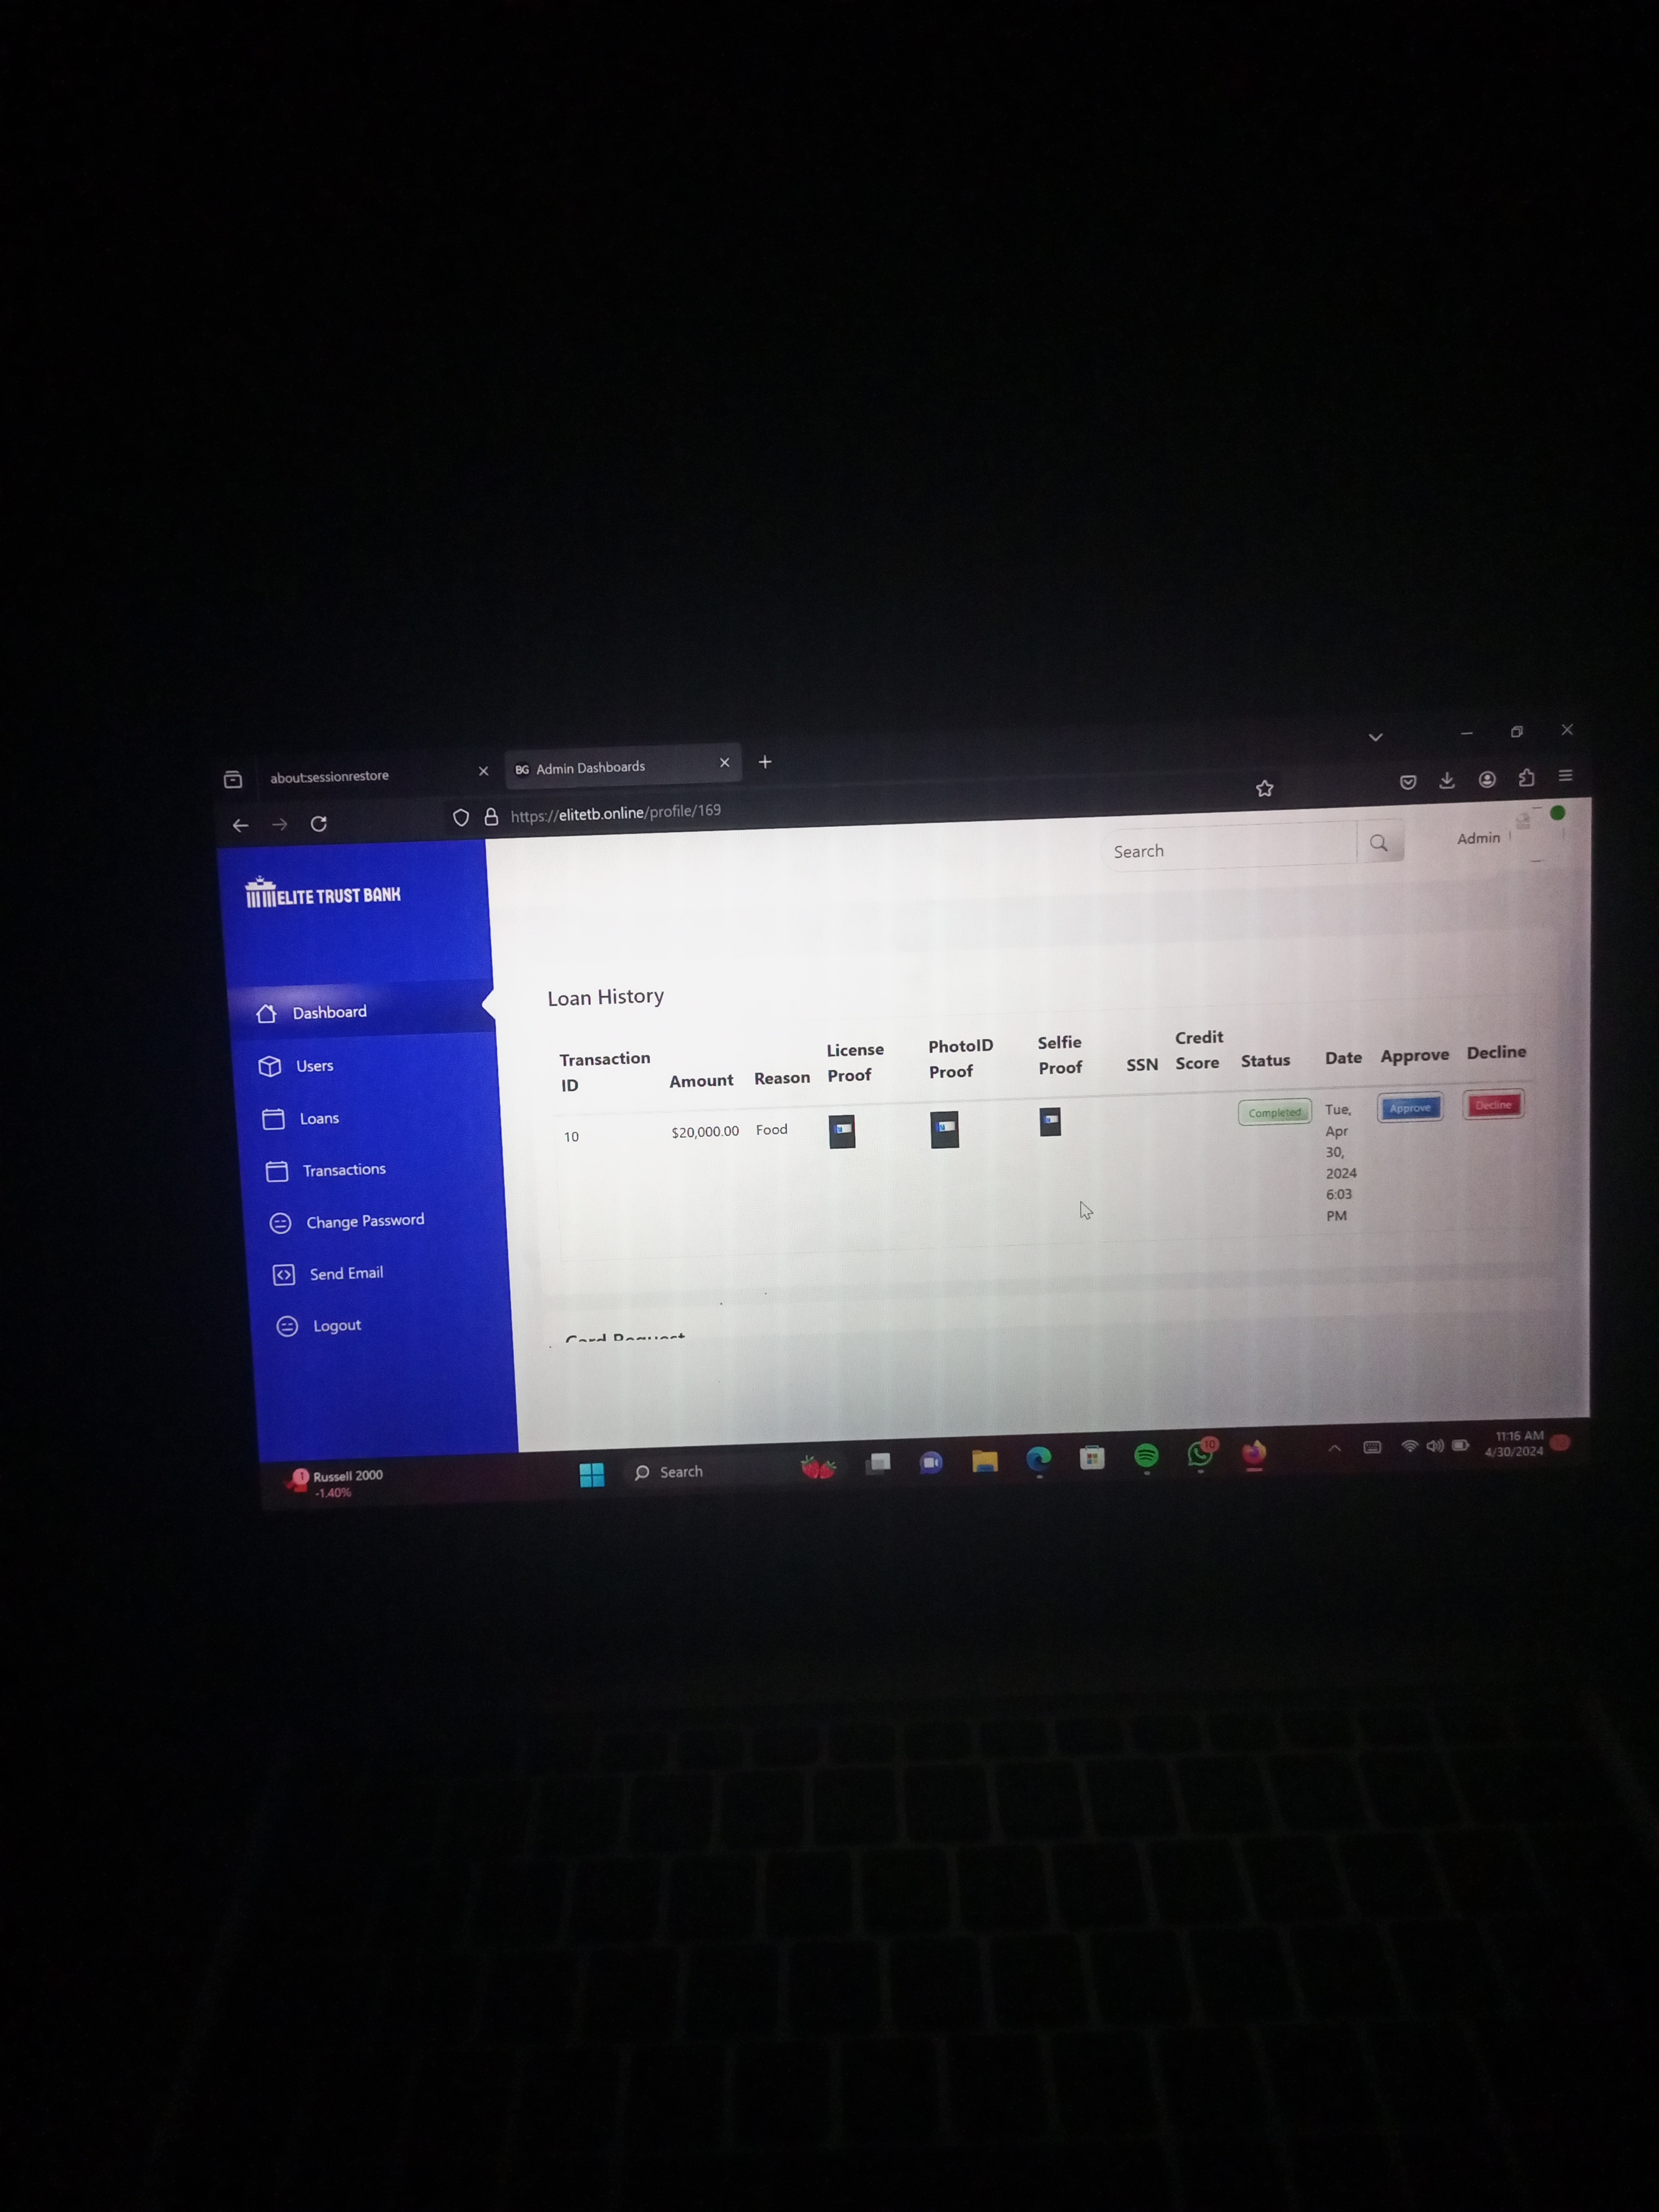 about:sessionrestore
BG Admin Dashboards
https://elitetb.online/profile/169
ELITE TRUST BANK
Search
Admin
Dashboard
Users
Loans
Transactions
Change Password
Send Email
Logout
Loan History
Transaction ID Amount Reason License Proof PhotoID Proof Selfie Proof SSN Credit Score Status Date Approve Decline
10 $20,000.00 Food Completed Tue, Apr 30, 2024 6:03 PM Approve Decline
Card Request
1 Russell 2000
-1.40%
Search
10
11:16 AM
4/30/2024